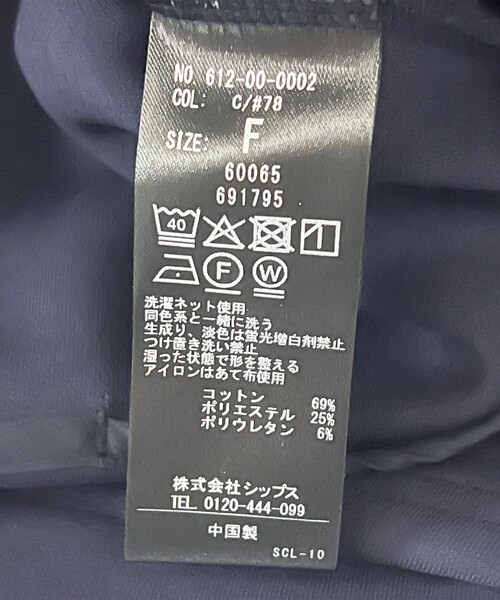 NO. 612-00-0002
COL: C/#78
SIZE: F
60065
691795
40
F W
洗濯ネット使用
同色系と一緒に洗う
生成り、淡色は蛍光増白剤禁止
つけ置き洗い禁止
湿った状態で形を整える
アイロンはあて布使用
コットン 69%
ポリエステル 25%
ポリウレタン 6%
株式会社シップス
TEL 0120-444-099
中国製
SCL-10